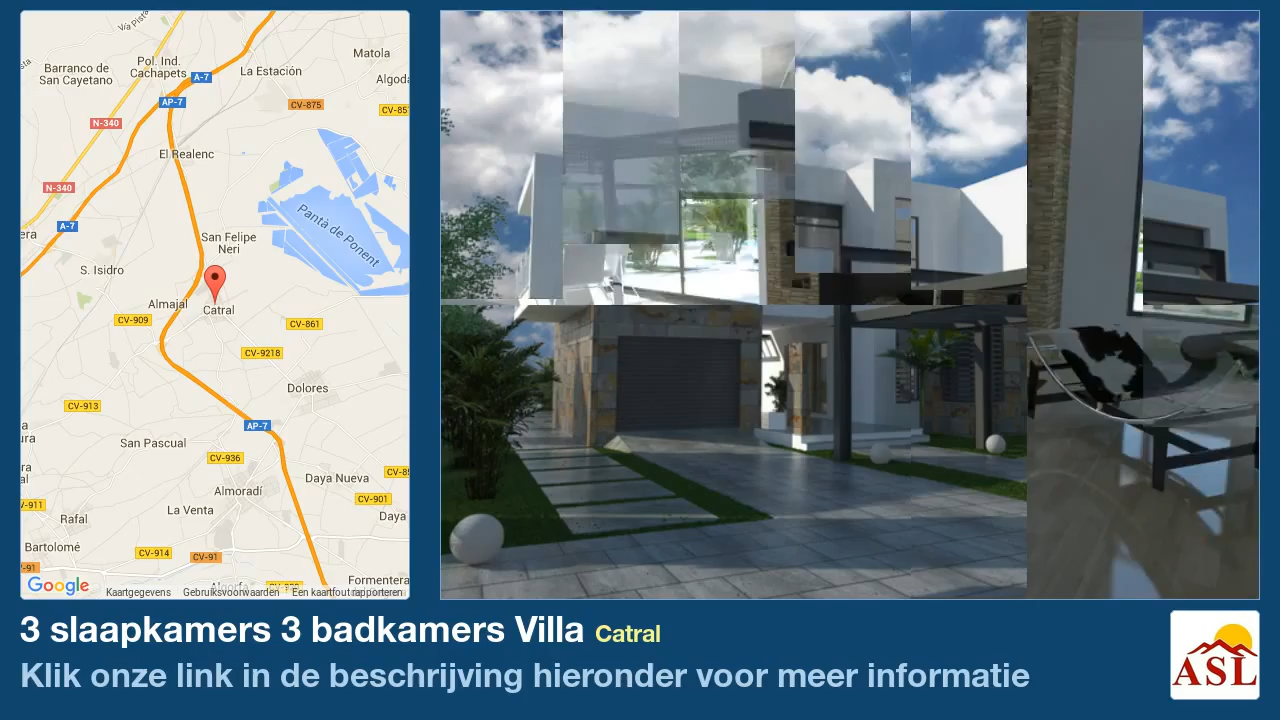 Vía Pista
Matola
Barranco de
San Cayetano
Pol. Ind.
Cachapets
La Estación
A-7
Algoda
AP-7
CV-875
CV-857
N-340
El Realenc
N-340
A-7
Pantà de Ponent
San Felipe
Neri
S. Isidro
Almajal
Catral
CV-909
CV-861
CV-9218
Dolores
CV-913
AP-7
San Pascual
CV-936
Daya Nueva
Almoradí
CV-901
-911
La Venta
Rafal
Daya
Bartolomé
CV-914
CV-91
-91
Formentera
Google
Kaartgegevens Gebruiksvoorwaarden Een kaartfout rapporteren
3 slaapkamers 3 badkamers Villa Catral
Klik onze link in de beschrijving hieronder voor meer informatie
ASL